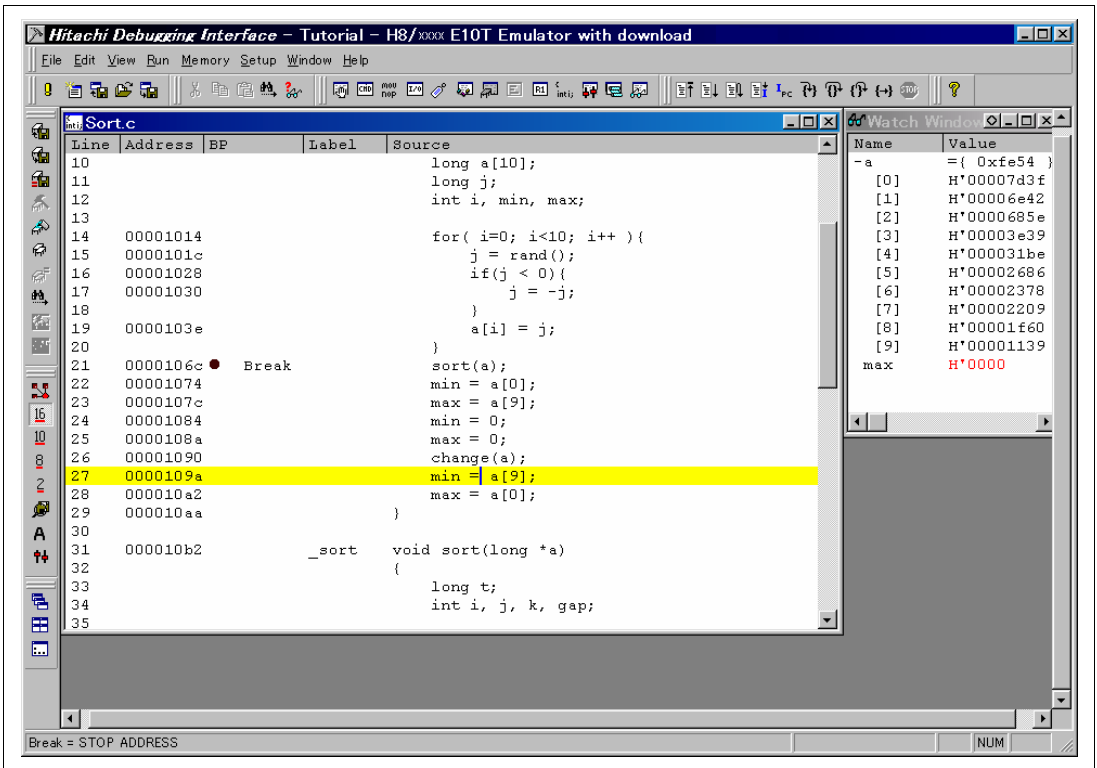 Hitachi Debugging Interface - Tutorial - H8/xxxx E10T Emulator with download
File Edit View Run Memory Setup Window Help
Sort.c
Line Address BP Label Source
10 long a[10];
11 long j;
12 int i, min, max;
13
14 00001014 for( i=0; i<10; i++ ){
15 0000101c j = rand();
16 00001028 if(j < 0){
17 00001030 j = -j;
18 }
19 0000103e a[i] = j;
20 }
21 0000106c Break sort(a);
22 00001074 min = a[0];
23 0000107c max = a[9];
24 00001084 min = 0;
25 0000108a max = 0;
26 00001090 change(a);
27 0000109a min = a[9];
28 000010a2 max = a[0];
29 000010aa }
30
31 000010b2 _sort void sort(long *a)
32 {
33 long t;
34 int i, j, k, gap;
35
Watch Window
Name Value
-a ={ 0xfe54 }
[0] H'00007d3f
[1] H'00006e42
[2] H'0000685e
[3] H'00003e39
[4] H'000031be
[5] H'00002686
[6] H'00002378
[7] H'00002209
[8] H'00001f60
[9] H'00001139
max H'0000
16
10
8
2
A
Break = STOP ADDRESS
NUM